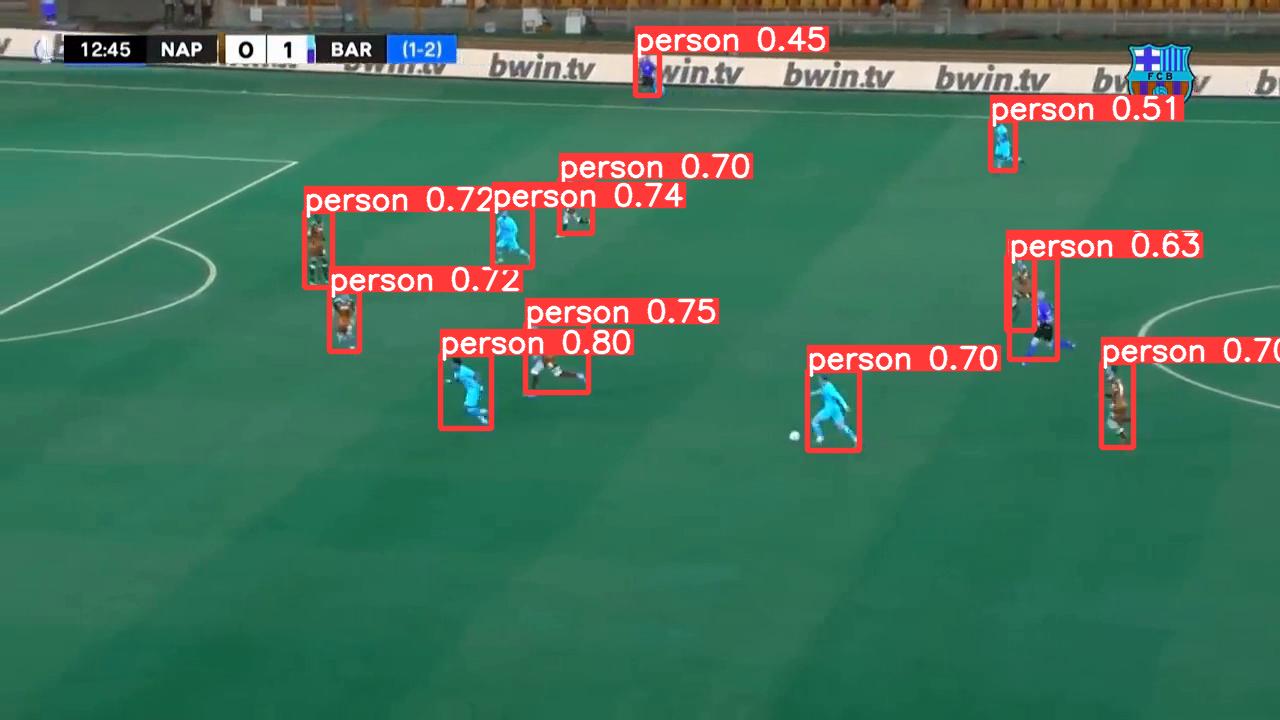 person 0.45
12:45 NAP 0 1 BAR (1-2)
bwin.tv win.tv bwin.tv bwin.tv bw
FCB
person 0.51
person 0.70
person 0.72 person 0.74
person 0.63
person 0.72
person 0.75
person 0.80
person 0.70
person 0.70